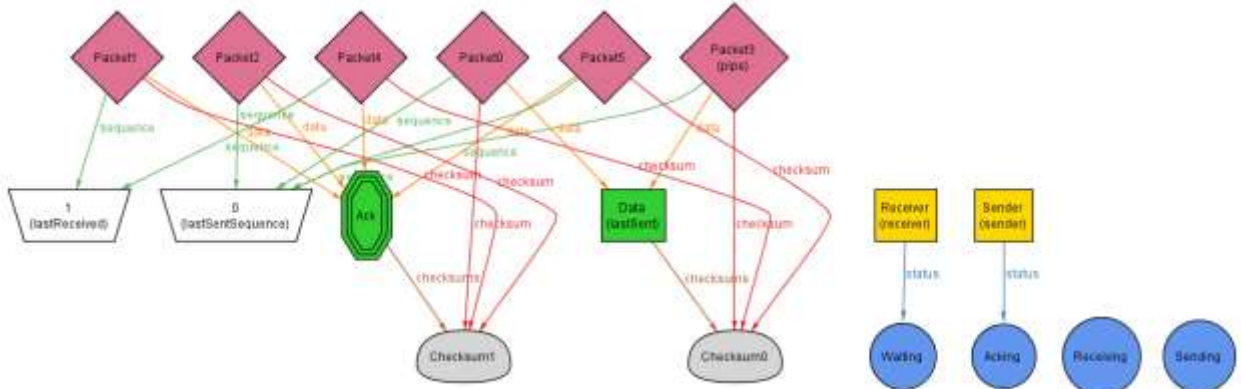 Packet1
Packet2
Packet4
Packet0
Packet5
Packet3
(pipe)
sequence
sequence
sequence
data
data
data
sequence
data
data
sequence
data
checksum
checksum
checksum
checksum
1
(lastReceived)
0
(lastSentSequence)
Ack
Data
(lastSent)
Receiver
(receiver)
Sender
(sender)
checksums
checksums
status
status
Checksum1
Checksum0
Waiting
Acking
Receiving
Sending